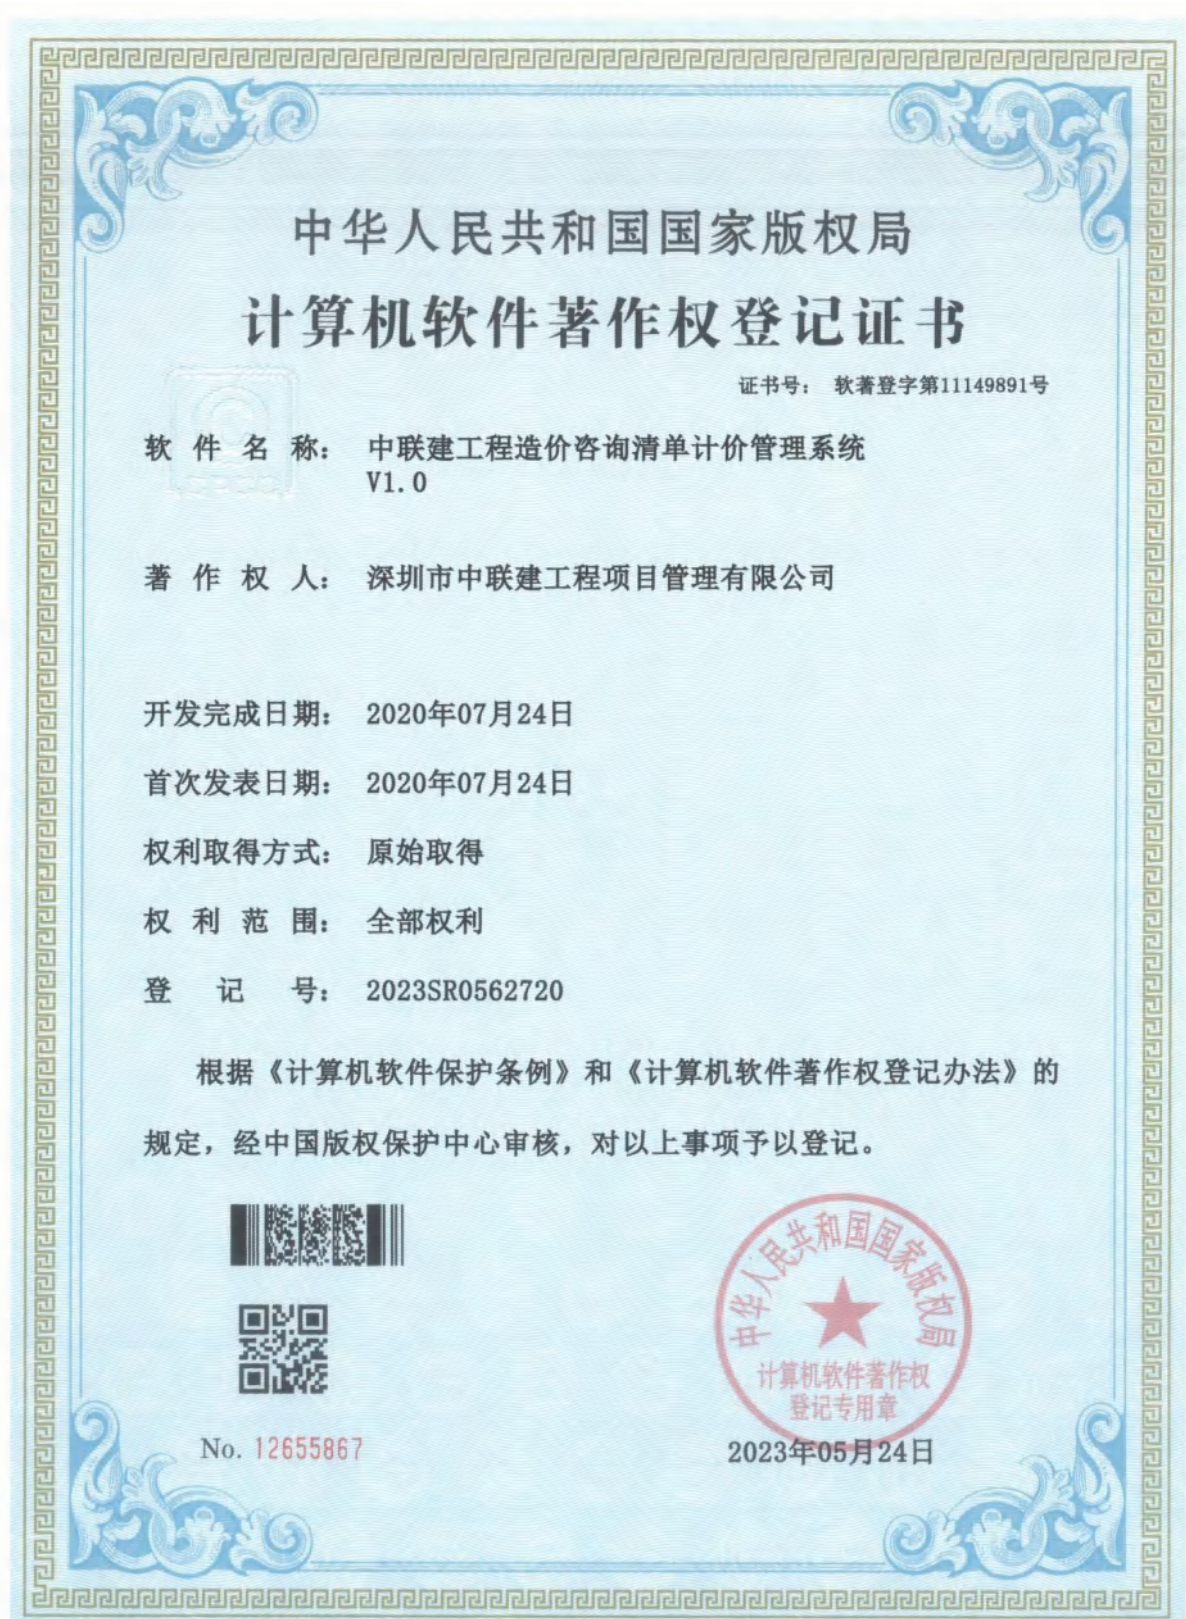 中华人民共和国国家版权局
计算机软件著作权登记证书
证书号： 软著登字第11149891号
软件名称： 中联建工程造价咨询清单计价管理系统
V1.0
著作权人： 深圳市中联建工程项目管理有限公司
开发完成日期： 2020年07月24日
首次发表日期： 2020年07月24日
权利取得方式： 原始取得
权利范围： 全部权利
登记号： 2023SR0562720
根据《计算机软件保护条例》和《计算机软件著作权登记办法》的
规定，经中国版权保护中心审核，对以上事项予以登记。
中华人民共和国国家版权局
计算机软件著作权
登记专用章
No. 12655867
2023年05月24日